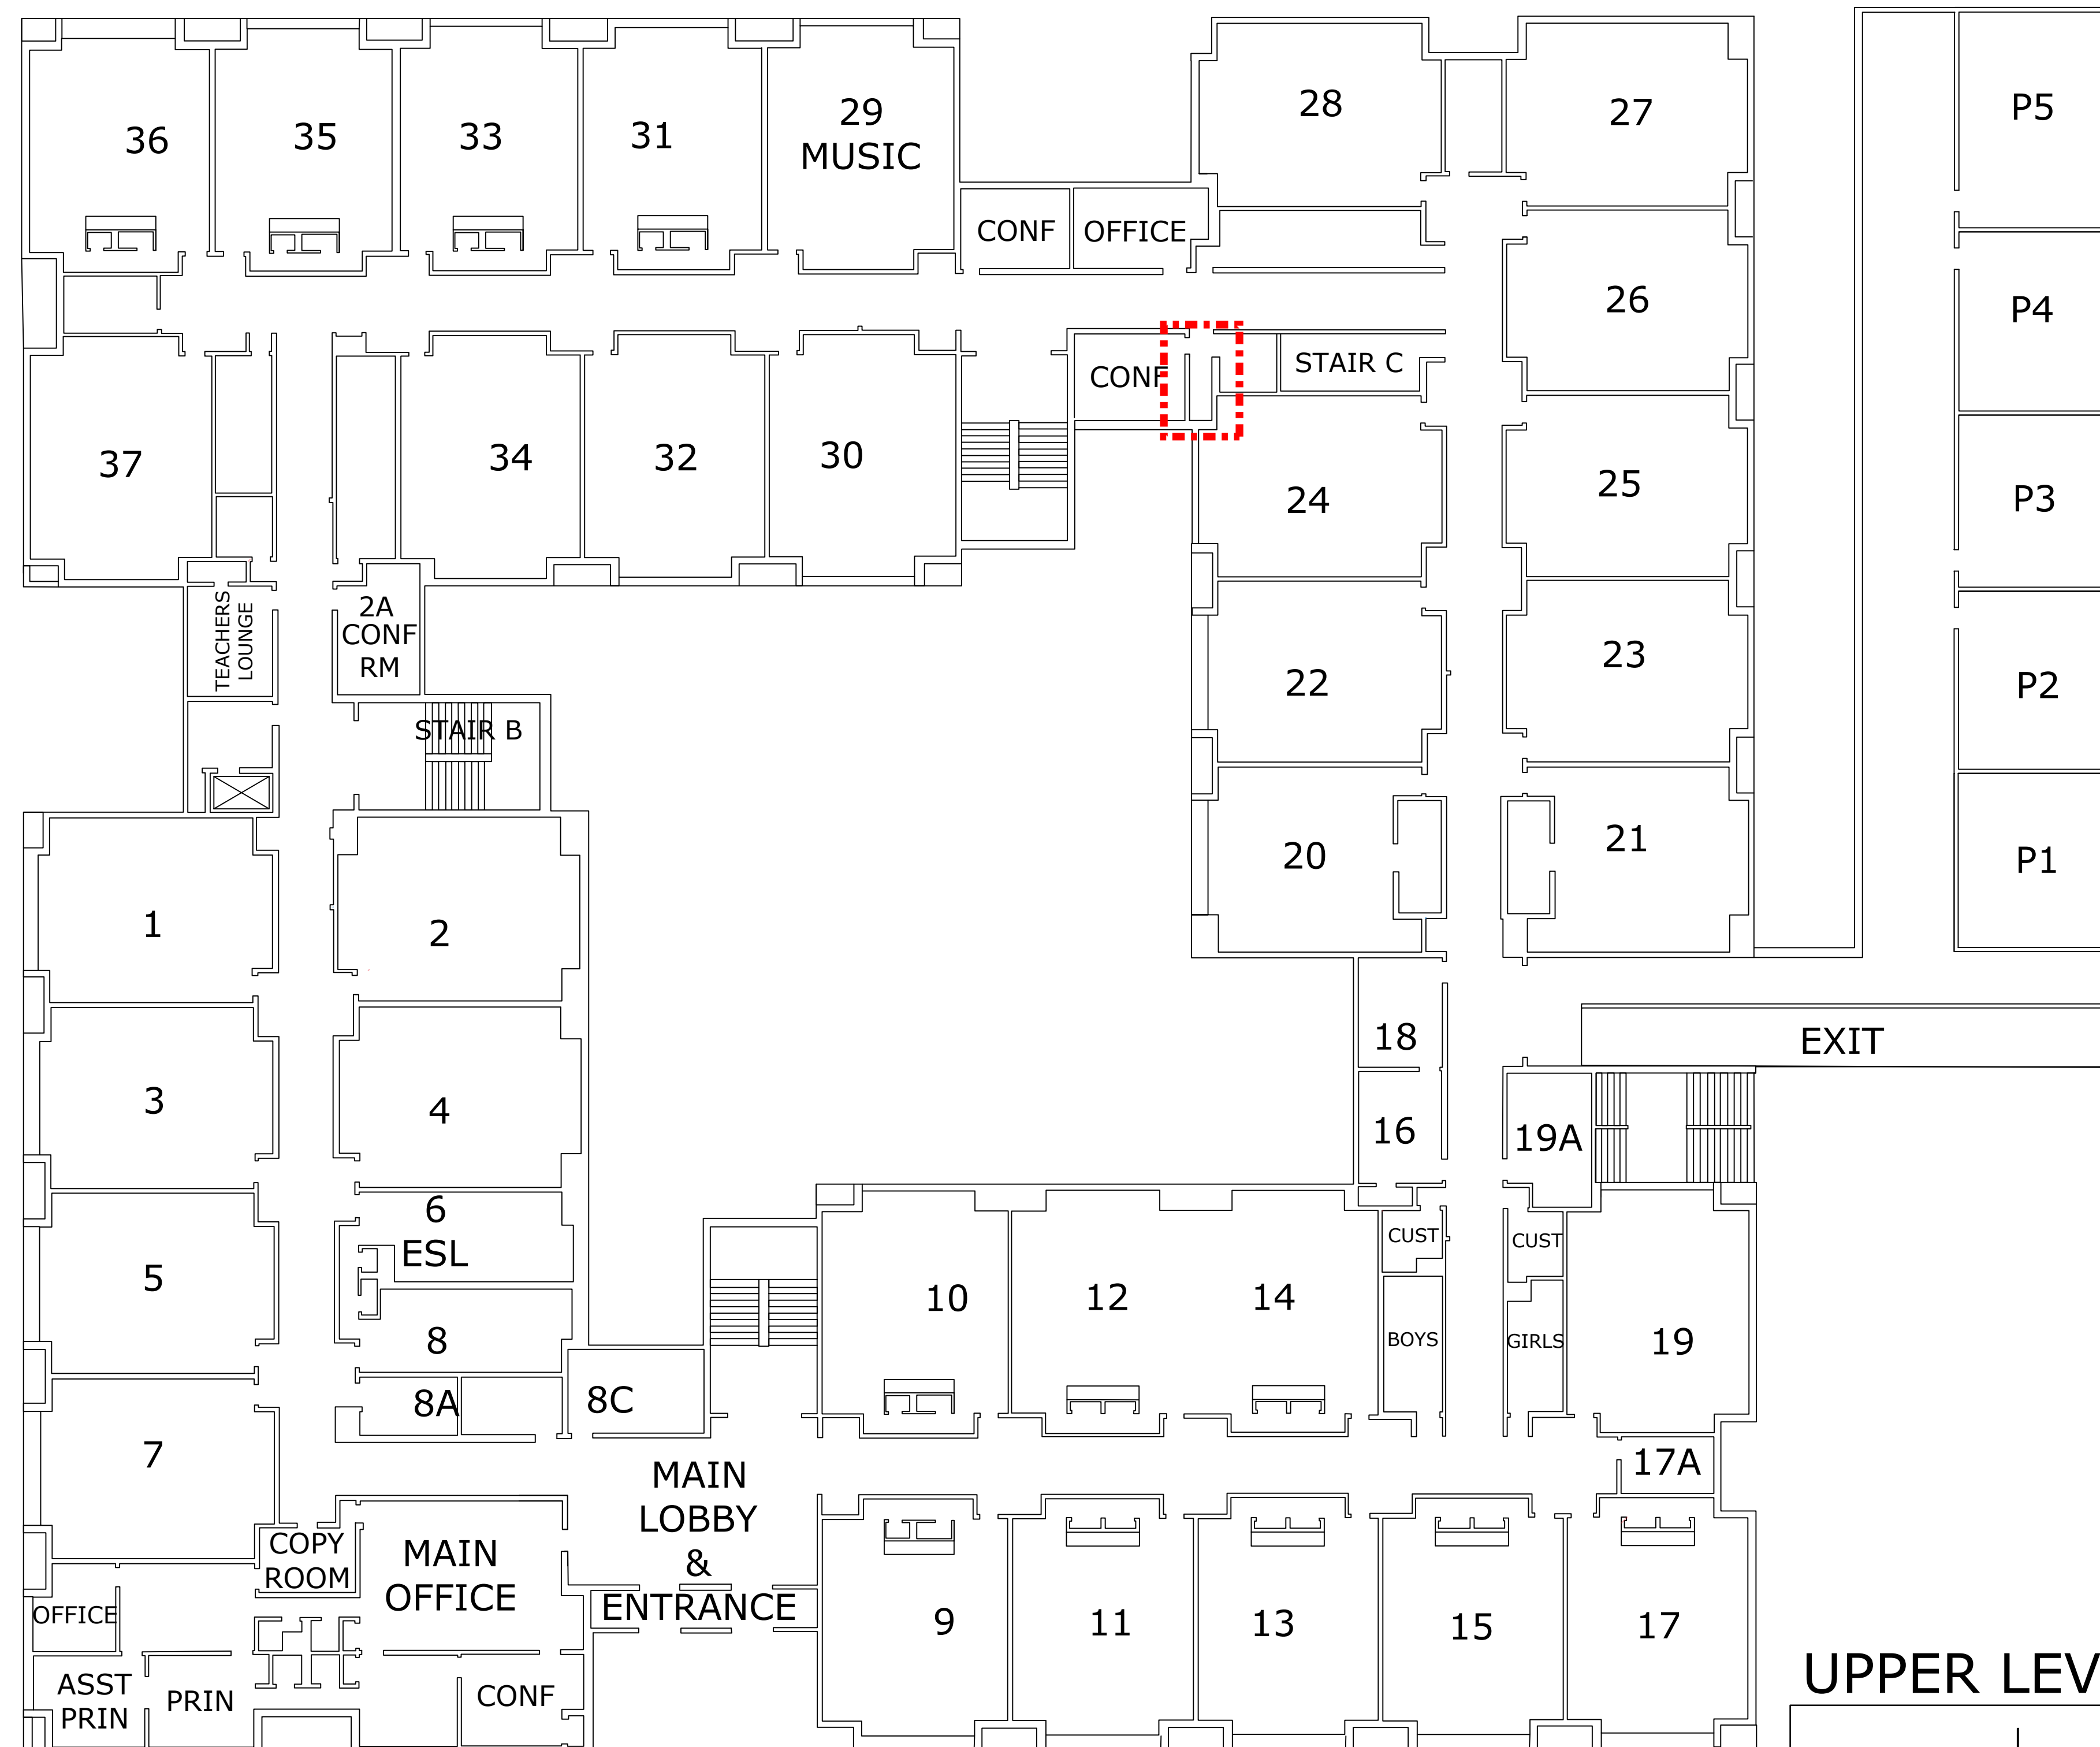 36
35
33
31
29
MUSIC
28
27
P5
CONF
OFFICE
26
P4
CONF
STAIR C
37
34
32
30
24
25
P3
TEACHERS
LOUNGE
2A
CONF
RM
22
23
P2
STAIR B
1
2
20
21
P1
18
EXIT
3
4
16
19A
6
ESL
5
8
10
12
14
CUST
CUST
BOYS
GIRLS
19
7
8A
8C
17A
MAIN
LOBBY
&
ENTRANCE
COPY
ROOM
MAIN
OFFICE
OFFICE
9
11
13
15
17
ASST
PRIN
PRIN
CONF
UPPER LEV